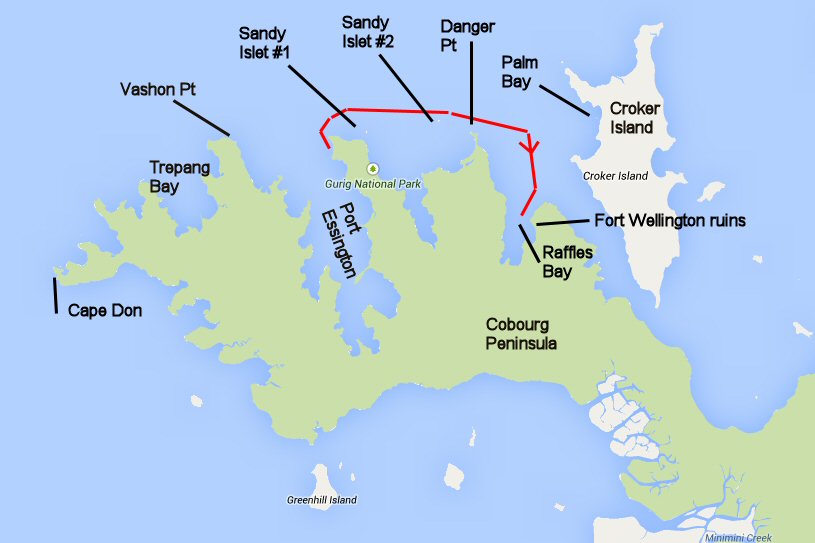 Sandy
Islet #1
Sandy
Islet #2
Danger
Pt
Palm
Bay
Vashon Pt
Croker
Island
Trepang
Bay
Gurig National Park
Croker Island
Port
Essington
Fort Wellington ruins
Raffles
Bay
Cape Don
Cobourg
Peninsula
Greenhill Island
Minimini Creek